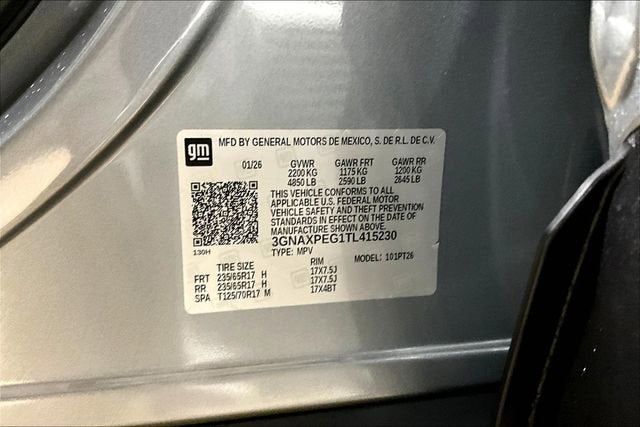 gm MFD BY GENERAL MOTORS DE MEXICO, S. DE R.L. DE C.V.
01/26 GVWR GAWR FRT GAWR RR
2200 KG 1175 KG 1200 KG
4850 LB 2590 LB 2645 LB
THIS VEHICLE CONFORMS TO ALL
APPLICABLE U.S. FEDERAL MOTOR
VEHICLE SAFETY AND THEFT PREVENTION
STANDARDS IN EFFECT ON THE DATE OF
MANUFACTURE SHOWN ABOVE.
3GNAXPEG1TL415230
130H TYPE: MPV MODEL: 101PT26
TIRE SIZE RIM
FRT 235/65R17 H 17X7.5J
RR 235/65R17 H 17X7.5J
SPA T125/70R17 M 17X4BT